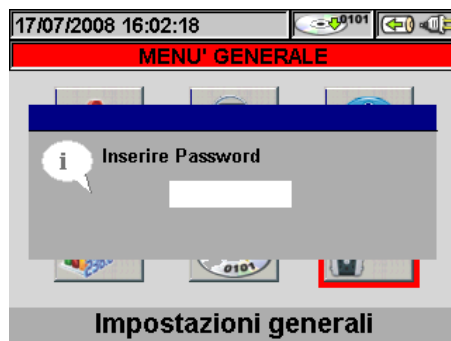 17/07/2008 16:02:18
0101
MENU' GENERALE
i
Inserire Password
0101
Impostazioni generali